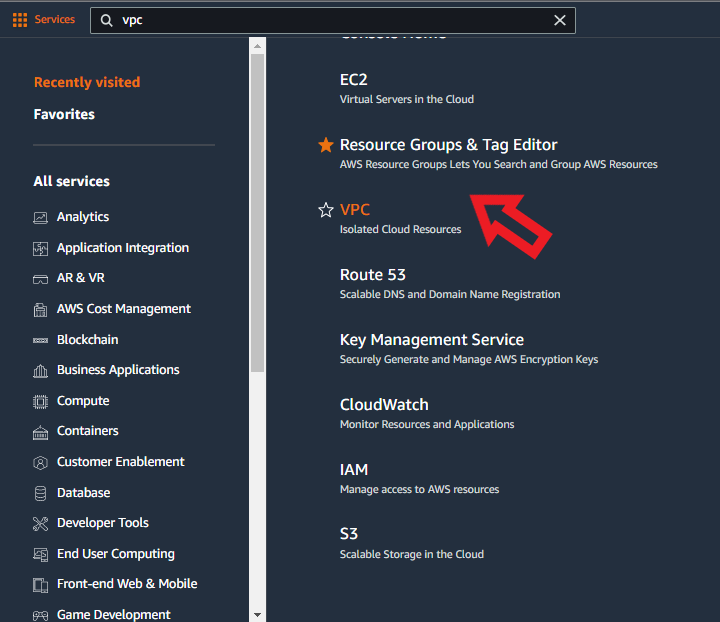 Services
vpc
Recently visited
Favorites
All services
Analytics
Application Integration
AR & VR
AWS Cost Management
Blockchain
Business Applications
Compute
Containers
Customer Enablement
Database
Developer Tools
End User Computing
Front-end Web & Mobile
Game Development
Console Home
EC2
Virtual Servers in the Cloud
Resource Groups & Tag Editor
AWS Resource Groups Lets You Search and Group AWS Resources
VPC
Isolated Cloud Resources
Route 53
Scalable DNS and Domain Name Registration
Key Management Service
Securely Generate and Manage AWS Encryption Keys
CloudWatch
Monitor Resources and Applications
IAM
Manage access to AWS resources
S3
Scalable Storage in the Cloud